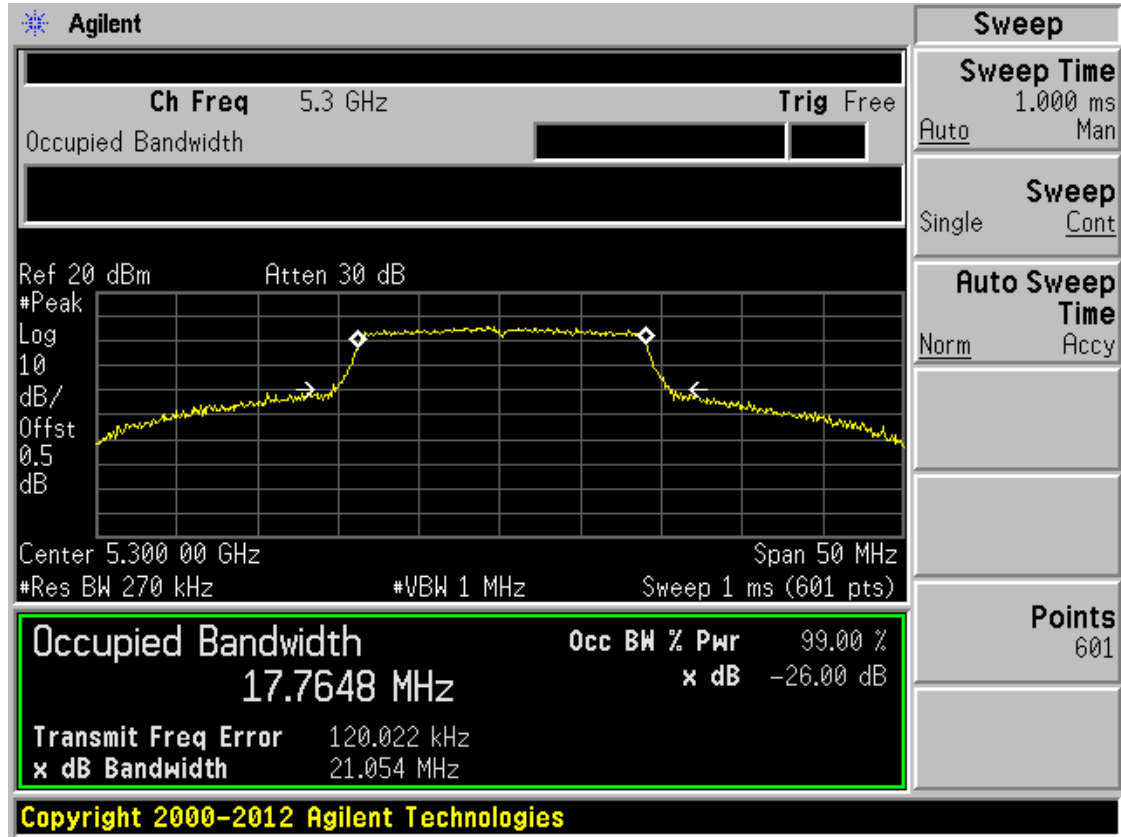 Agilent
Ch Freq 5.3 GHz Trig Free
Occupied Bandwidth
Ref 20 dBm Atten 30 dB
#Peak
Log
10
dB/
Offst
0.5
dB
Center 5.300 00 GHz Span 50 MHz
#Res BW 270 kHz #VBW 1 MHz Sweep 1 ms (601 pts)
Occupied Bandwidth
17.7648 MHz
Occ BW % Pwr 99.00 %
x dB -26.00 dB
Transmit Freq Error 120.022 kHz
x dB Bandwidth 21.054 MHz
Copyright 2000-2012 Agilent Technologies
Sweep
Sweep Time
1.000 ms
Auto Man
Sweep
Single Cont
Auto Sweep
Time
Norm Accy
Points
601